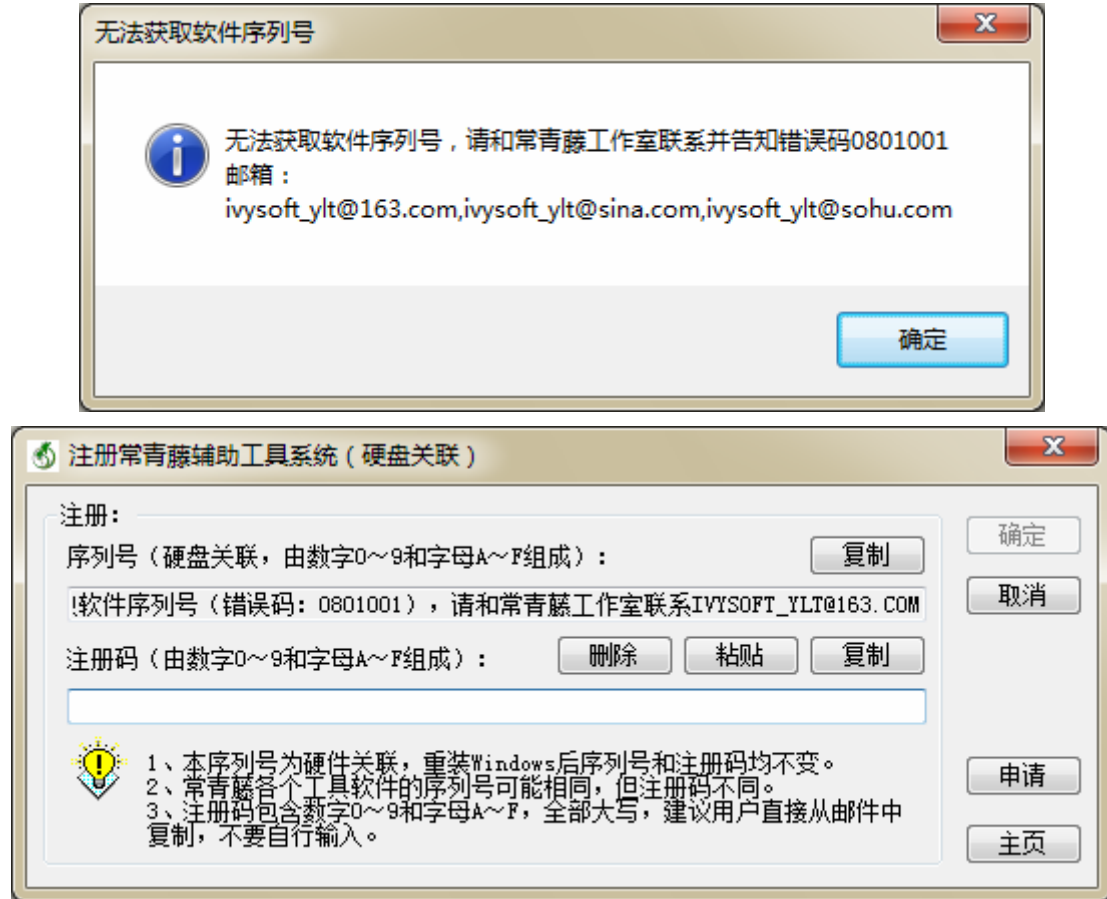 无法获取软件序列号
无法获取软件序列号，请和常青藤工作室联系并告知错误码0801001
邮箱：
ivysoft_ylt@163.com,ivysoft_ylt@sina.com,ivysoft_ylt@sohu.com
确定
注册常青藤辅助工具系统（硬盘关联）
注册：
序列号（硬盘关联，由数字0～9和字母A～F组成）：
复制
!软件序列号（错误码：0801001），请和常青藤工作室联系IVYSOFT_YLT@163.COM
注册码（由数字0～9和字母A～F组成）：
删除
粘贴
复制
1、本序列号为硬件关联，重装Windows后序列号和注册码均不变。
2、常青藤各个工具软件的序列号可能相同，但注册码不同。
3、注册码包含数字0～9和字母A～F，全部大写，建议用户直接从邮件中
复制，不要自行输入。
确定
取消
申请
主页